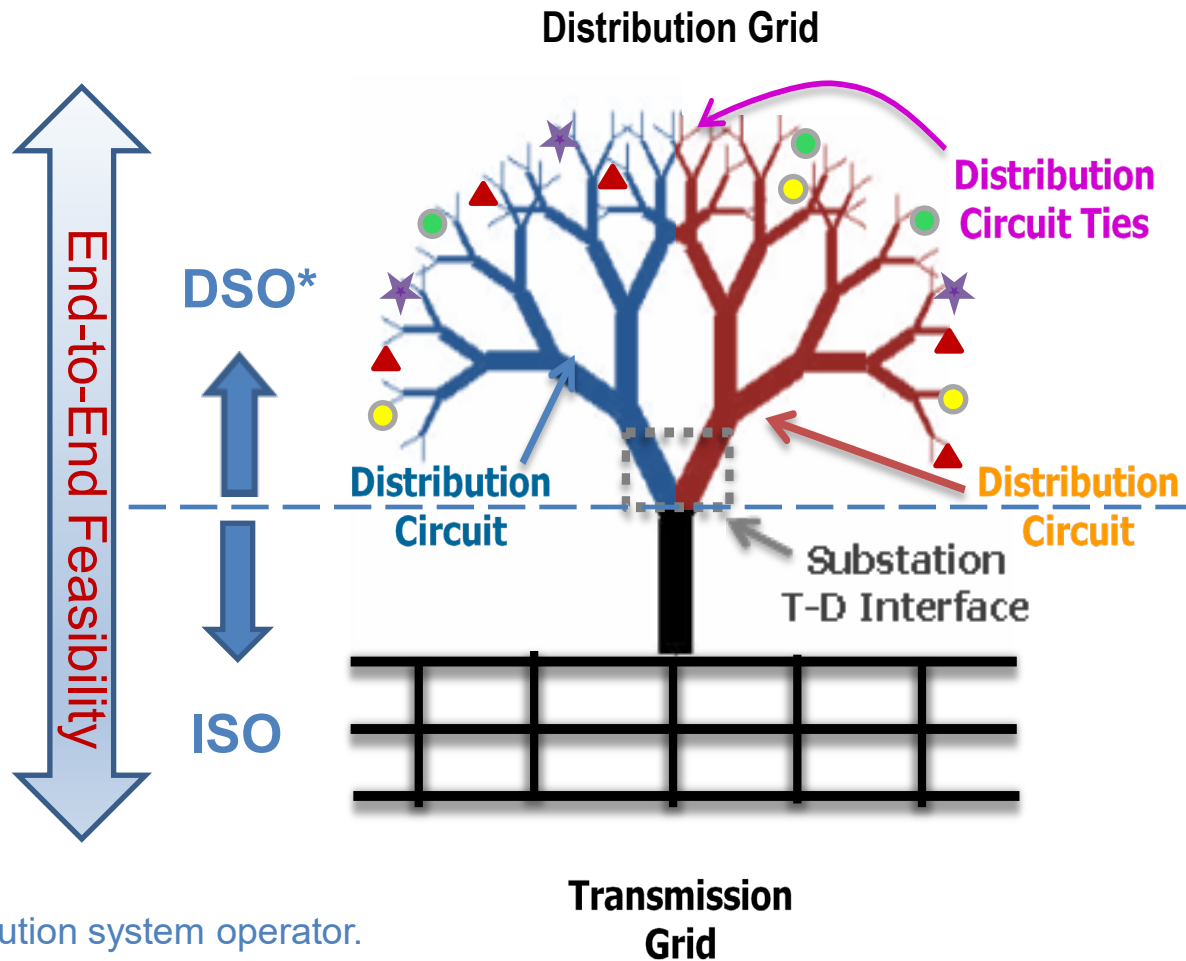 Distribution Grid
Distribution
Circuit Ties
End-to-End Feasibility
DSO*
Distribution
Circuit
Distribution
Circuit
Substation
T-D Interface
ISO
Transmission
Grid
system operator.